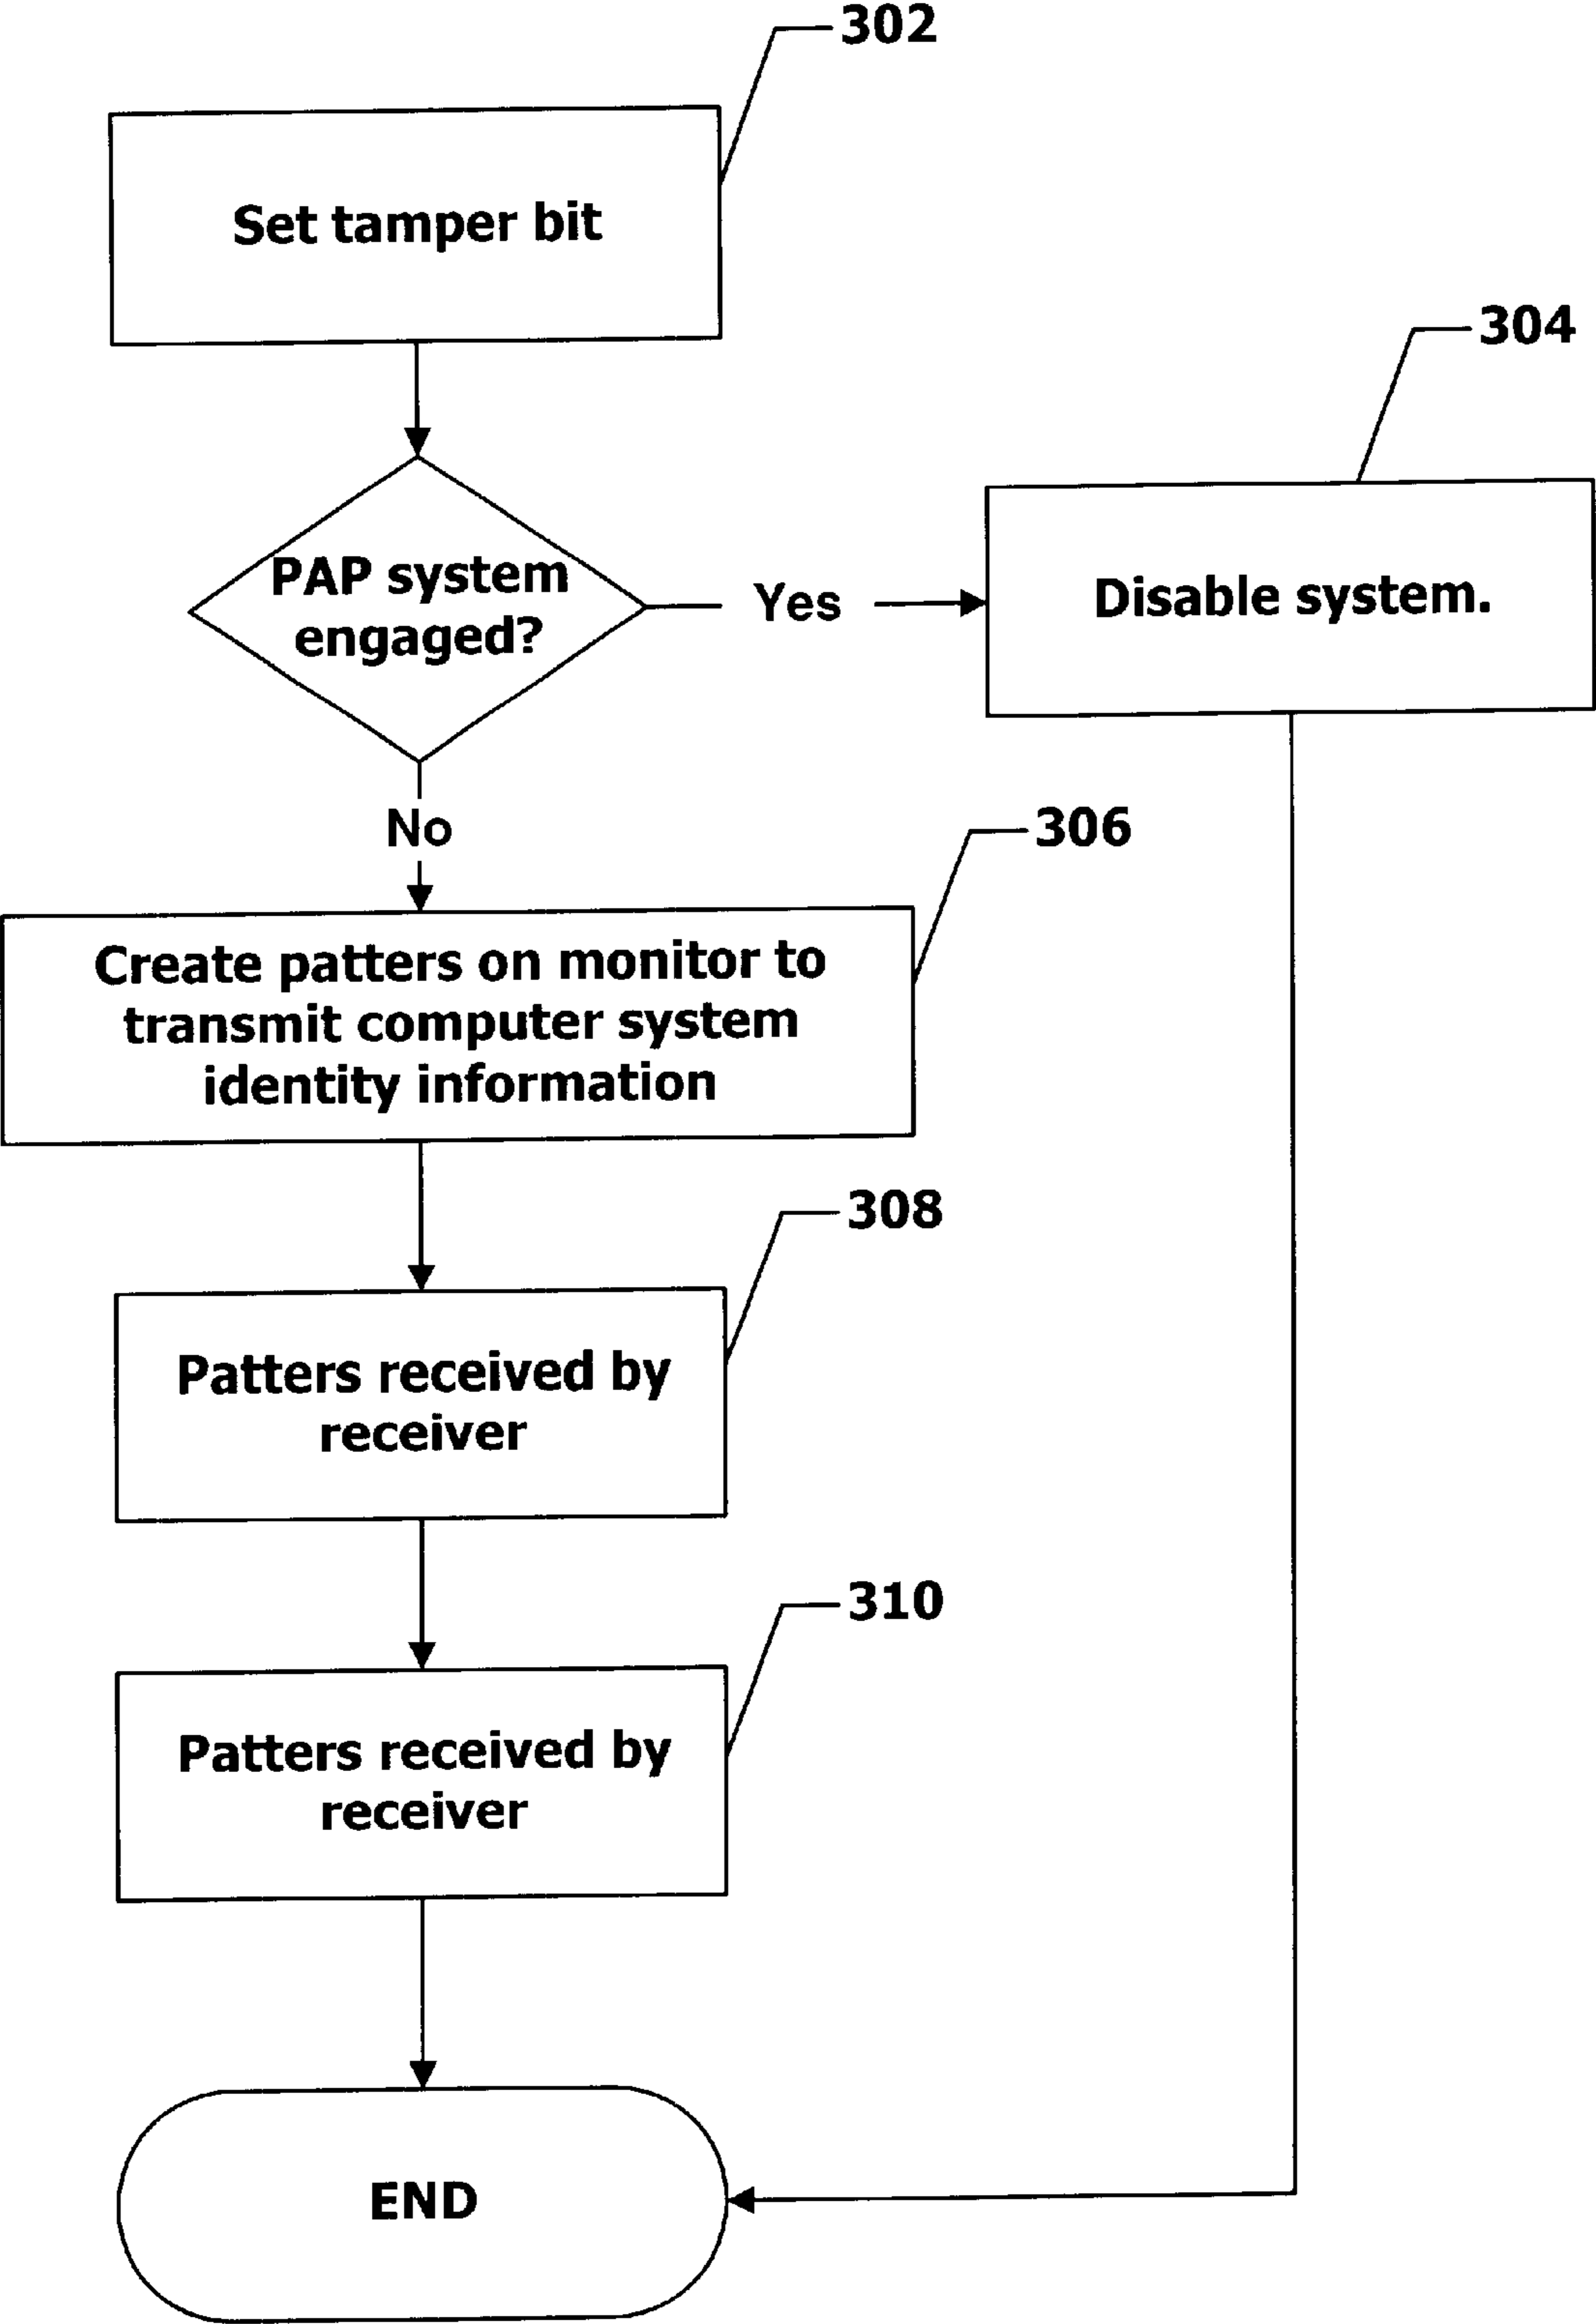 302
Set tamper bit
304
PAP system
engaged?
Yes
Disable system.
No
306
Create patters on monitor to
transmit computer system
identity information
308
Patters received by
receiver
310
Patters received by
receiver
END